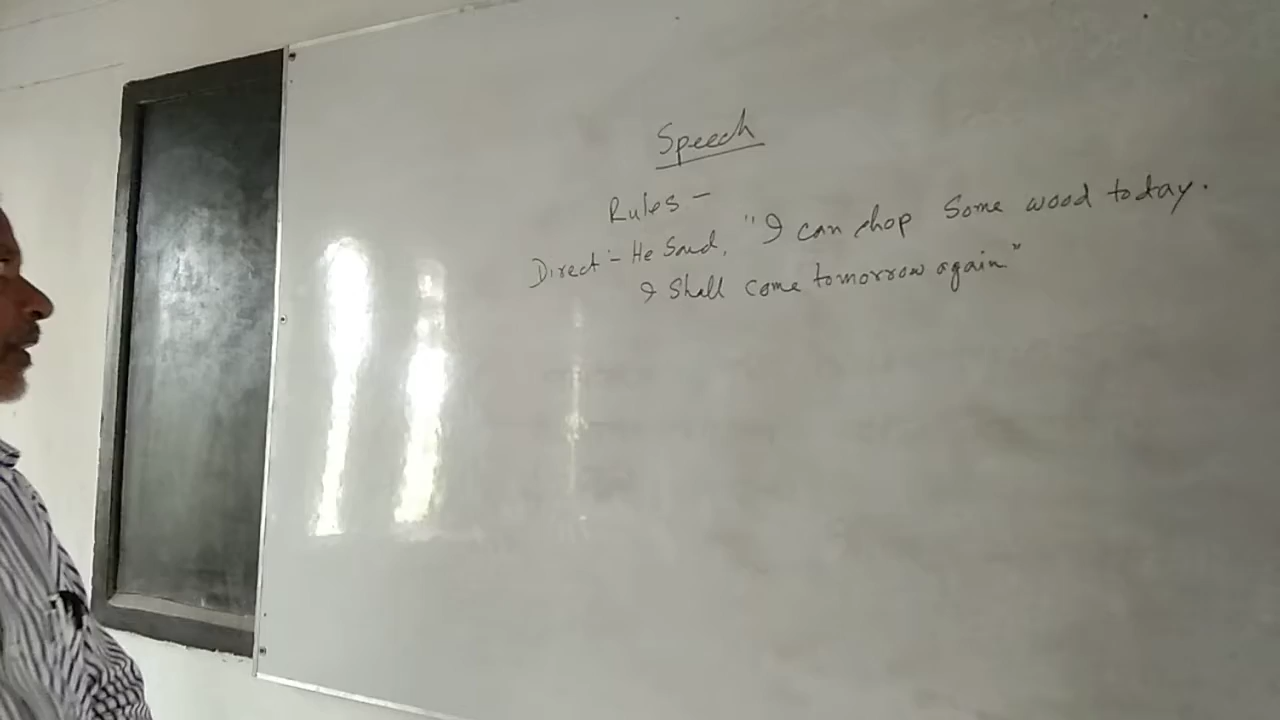 Speech
Rules -
Direct :- He Said, "I can chop Some wood today.
I Shall come tomorrow again"